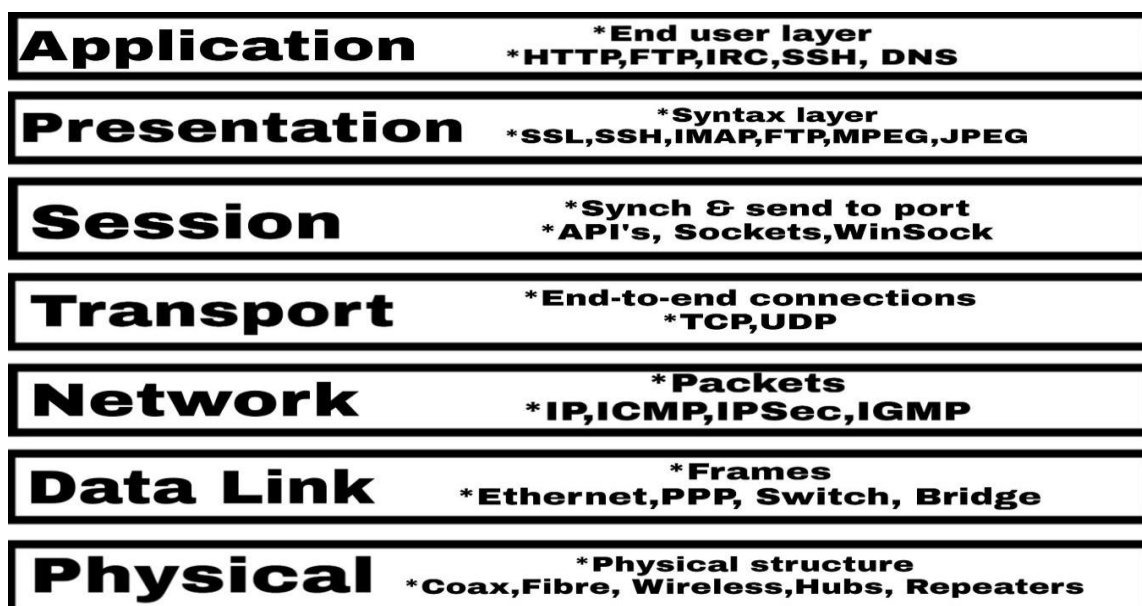 Application
*End user layer
*HTTP,FTP,IRC,SSH, DNS
Presentation
*Syntax layer
*SSL,SSH,IMAP,FTP,MPEG,JPEG
Session
*Synch & send to port
*API's, Sockets,WinSock
Transport
*End-to-end connections
*TCP,UDP
Network
*Packets
*IP,ICMP,IPSec,IGMP
Data Link
*Frames
*Ethernet,PPP, Switch, Bridge
Physical
*Physical structure
*Coax,Fibre, Wireless,Hubs, Repeaters